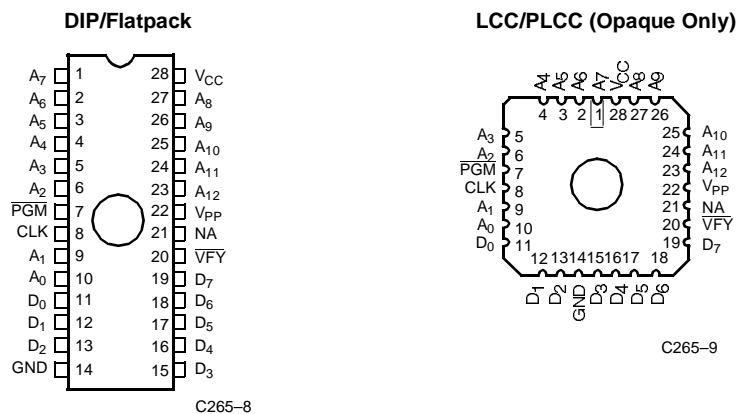 DIP/Flatpack
A7 1 28 VCC
A6 2 27 A8
A5 3 26 A9
A4 4 25 A10
A3 5 24 A11
A2 6 23 A12
PGM 7 22 VPP
CLK 8 21 NA
A1 9 20 VFY
A0 10 19 D7
D0 11 18 D6
D1 12 17 D5
D2 13 16 D4
GND 14 15 D3
C265–8
LCC/PLCC (Opaque Only)
A4 A5 A6 A7 VCC A8 A9
4 3 2 1 28 27 26
A3 5 25 A10
A2 6 24 A11
PGM 7 23 A12
CLK 8 22 VPP
A1 9 21 NA
A0 10 20 VFY
D0 11 19 D7
12 13 14 15 16 17 18
D1 D2 GND D3 D4 D5 D6
C265–9